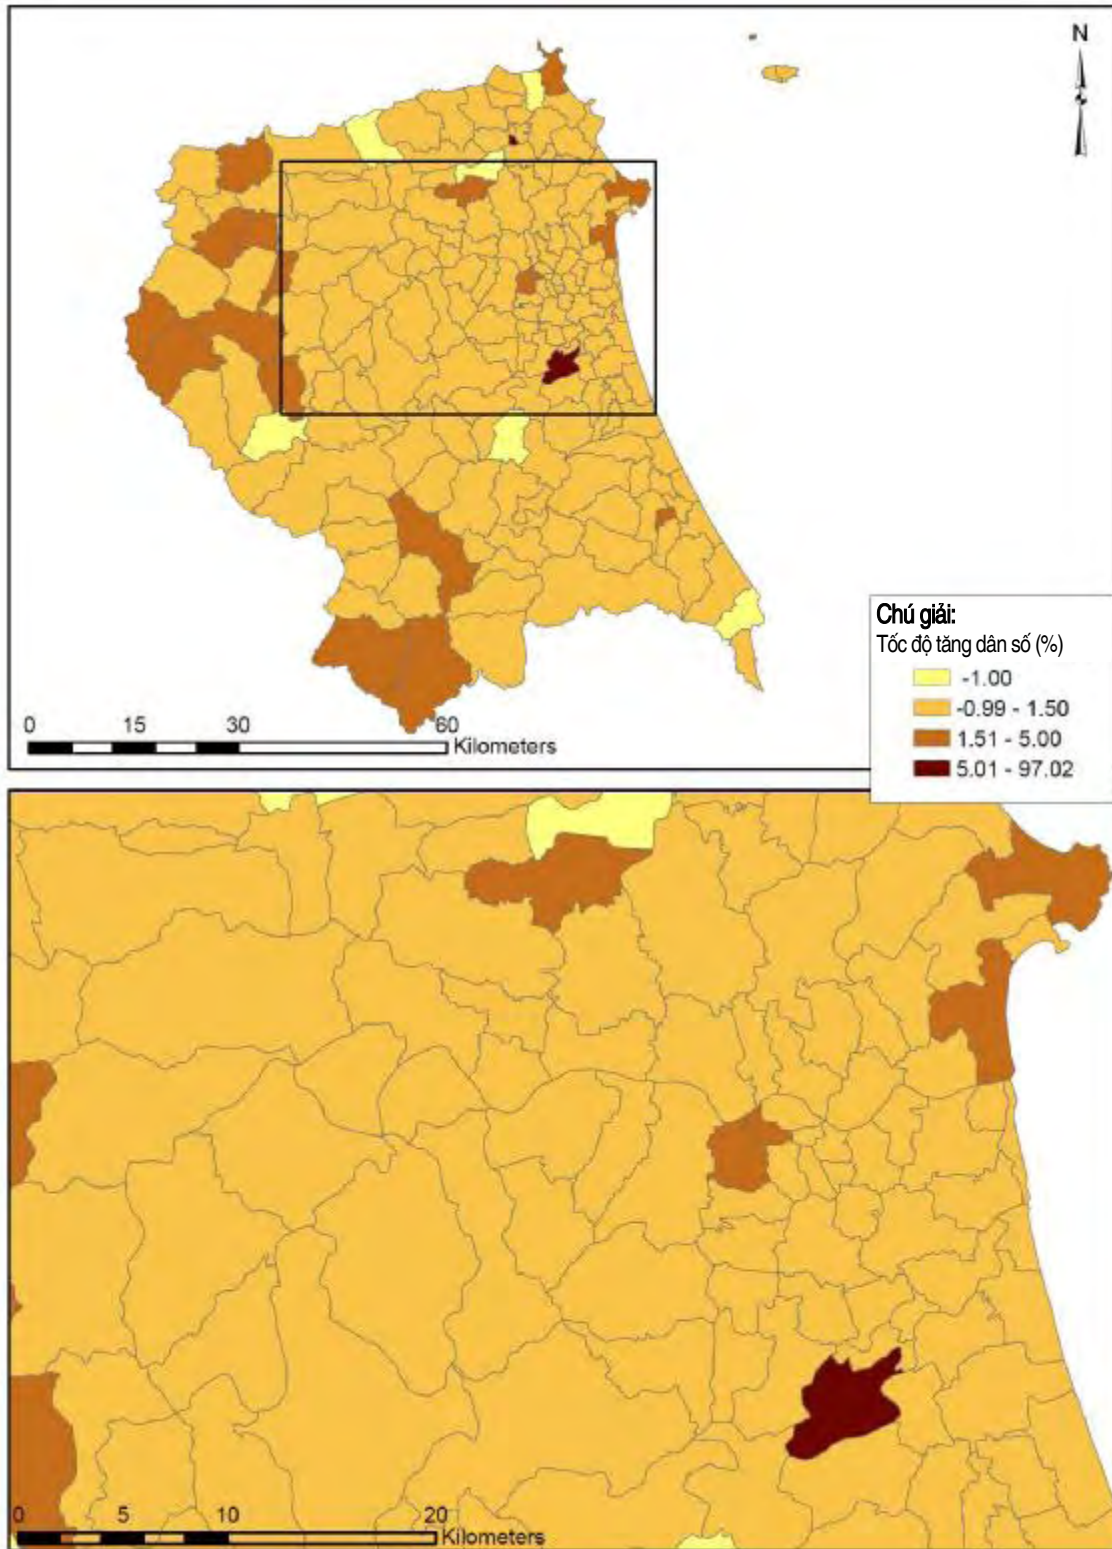 N
Chú giải:
Tốc độ tăng dân số (%)
-1.00
-0.99 - 1.50
1.51 - 5.00
5.01 - 97.02
0 15 30 60
Kilometers
0 5 10 20
Kilometers